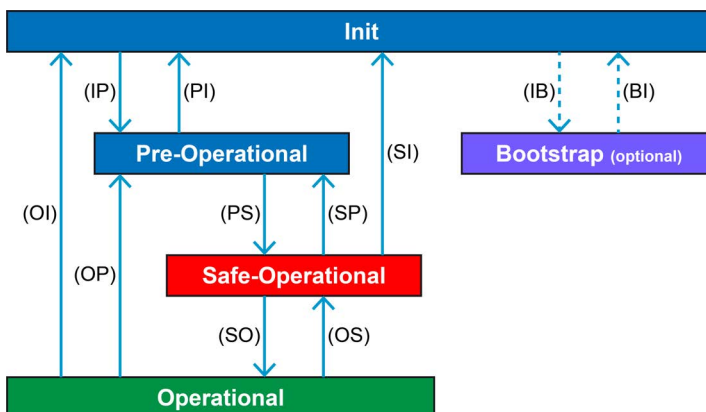 Init
(IP)
(PI)
(IB)
(BI)
Pre-Operational
(SI)
Bootstrap (optional)
(OI)
(PS)
(SP)
(OP)
Safe-Operational
(SO)
(OS)
Operational